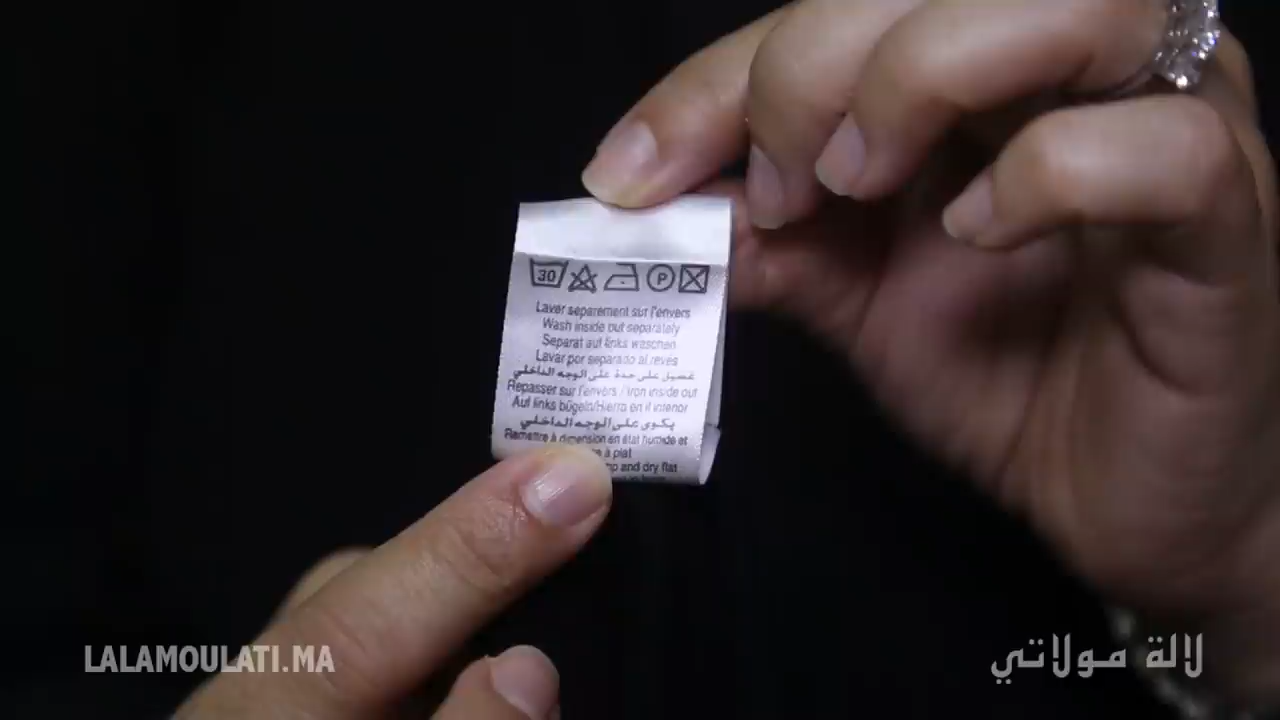 30 P
Laver separement sur l'envers
Wash inside out separately
Separat auf links waschen
Lavar por separado al reves
غسيل على حدة على الوجه الداخلي
Repasser sur l'envers / Iron inside out
Auf links bügeln/Hierro en il interior
يكوى على الوجه الداخلي
Remettre à dimension en état humide et
à plat
and dry flat
LALAMOULATI.MA
لالة مولاتي